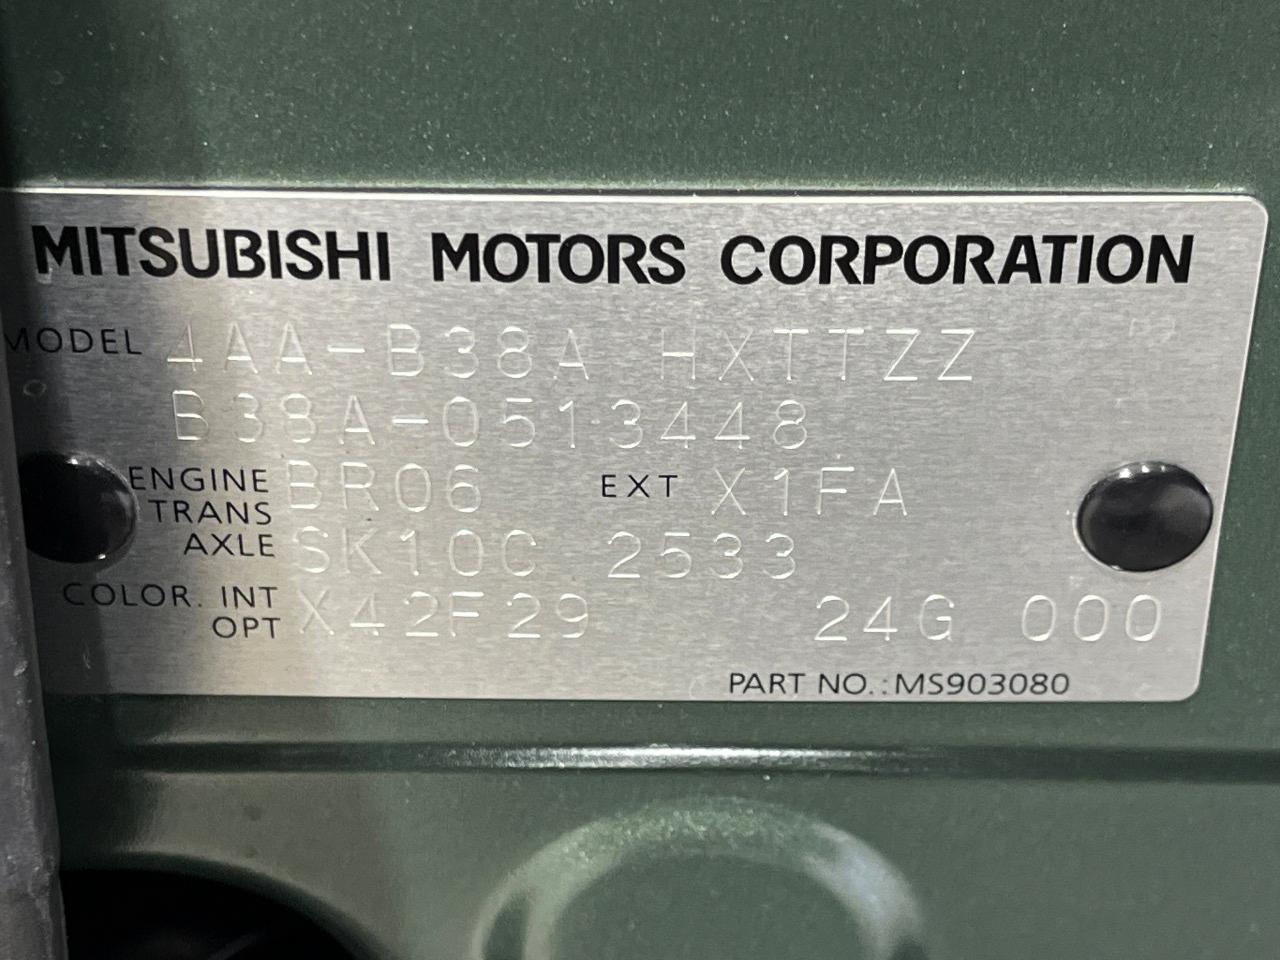 MITSUBISHI MOTORS CORPORATION
MODEL 4AA-B38A HXTTZZ
B38A-0513448
ENGINE BR06 EXT X1FA
TRANS
AXLE SK10C 2533
COLOR. INT
OPT X42F29 24G 000
PART NO.:MS903080